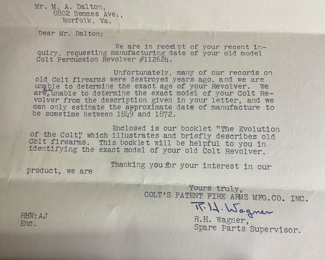 Mr. M. A. Dalton,
8802 Semmes Ave.,
Norfolk, Va.
Dear Mr. Dalton:
We are in receipt of your recent in-
quiry, requesting manufacturing date of your old model
Colt Percussion Revolver #112624.
Unfortunately, many of our records on
old Colt firearms were destroyed years ago, and we are
unable to determine the exact age of your Revolver. We
are unable to determine the exact model of your Colt Re-
volver from the description given in your letter, and we
can only estimate the approximate date of manufacture to
be sometime between 1849 and 1872.
Enclosed is our booklet "The Evolution
of the Colt", which illustrates and briefly describes old
Colt firearms. This booklet will be helpful to you in
identifying the exact model of your old Colt Revolver.
Thanking you for your interest in our
product, we are
Yours truly,
COLT'S PATENT FIRE ARMS MFG.CO. INC.
R.H. Wagner
R.H. Wagner,
Spare Parts Supervisor.
RHW:AJ
Enc.